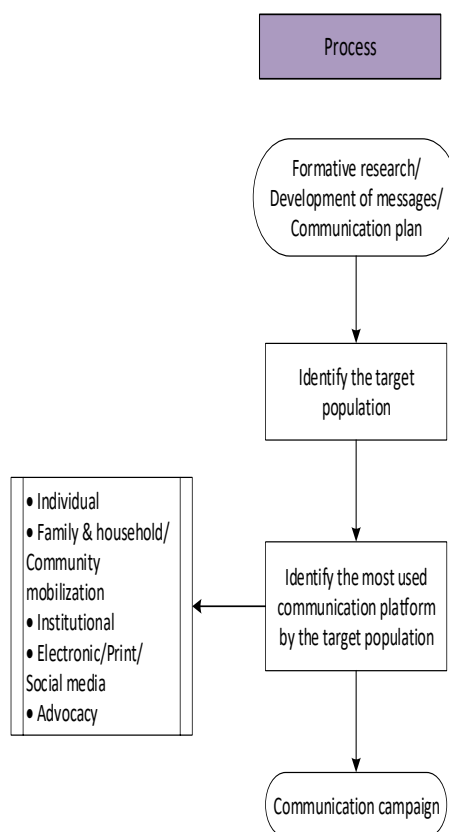 Process
Formative research/
Development of messages/
Communication plan
Identify the target
population
• Individual
• Family & household/
Community
mobilization
• Institutional
• Electronic/Print/
Social media
• Advocacy
Identify the most used
communication platform
by the target population
Communication campaign